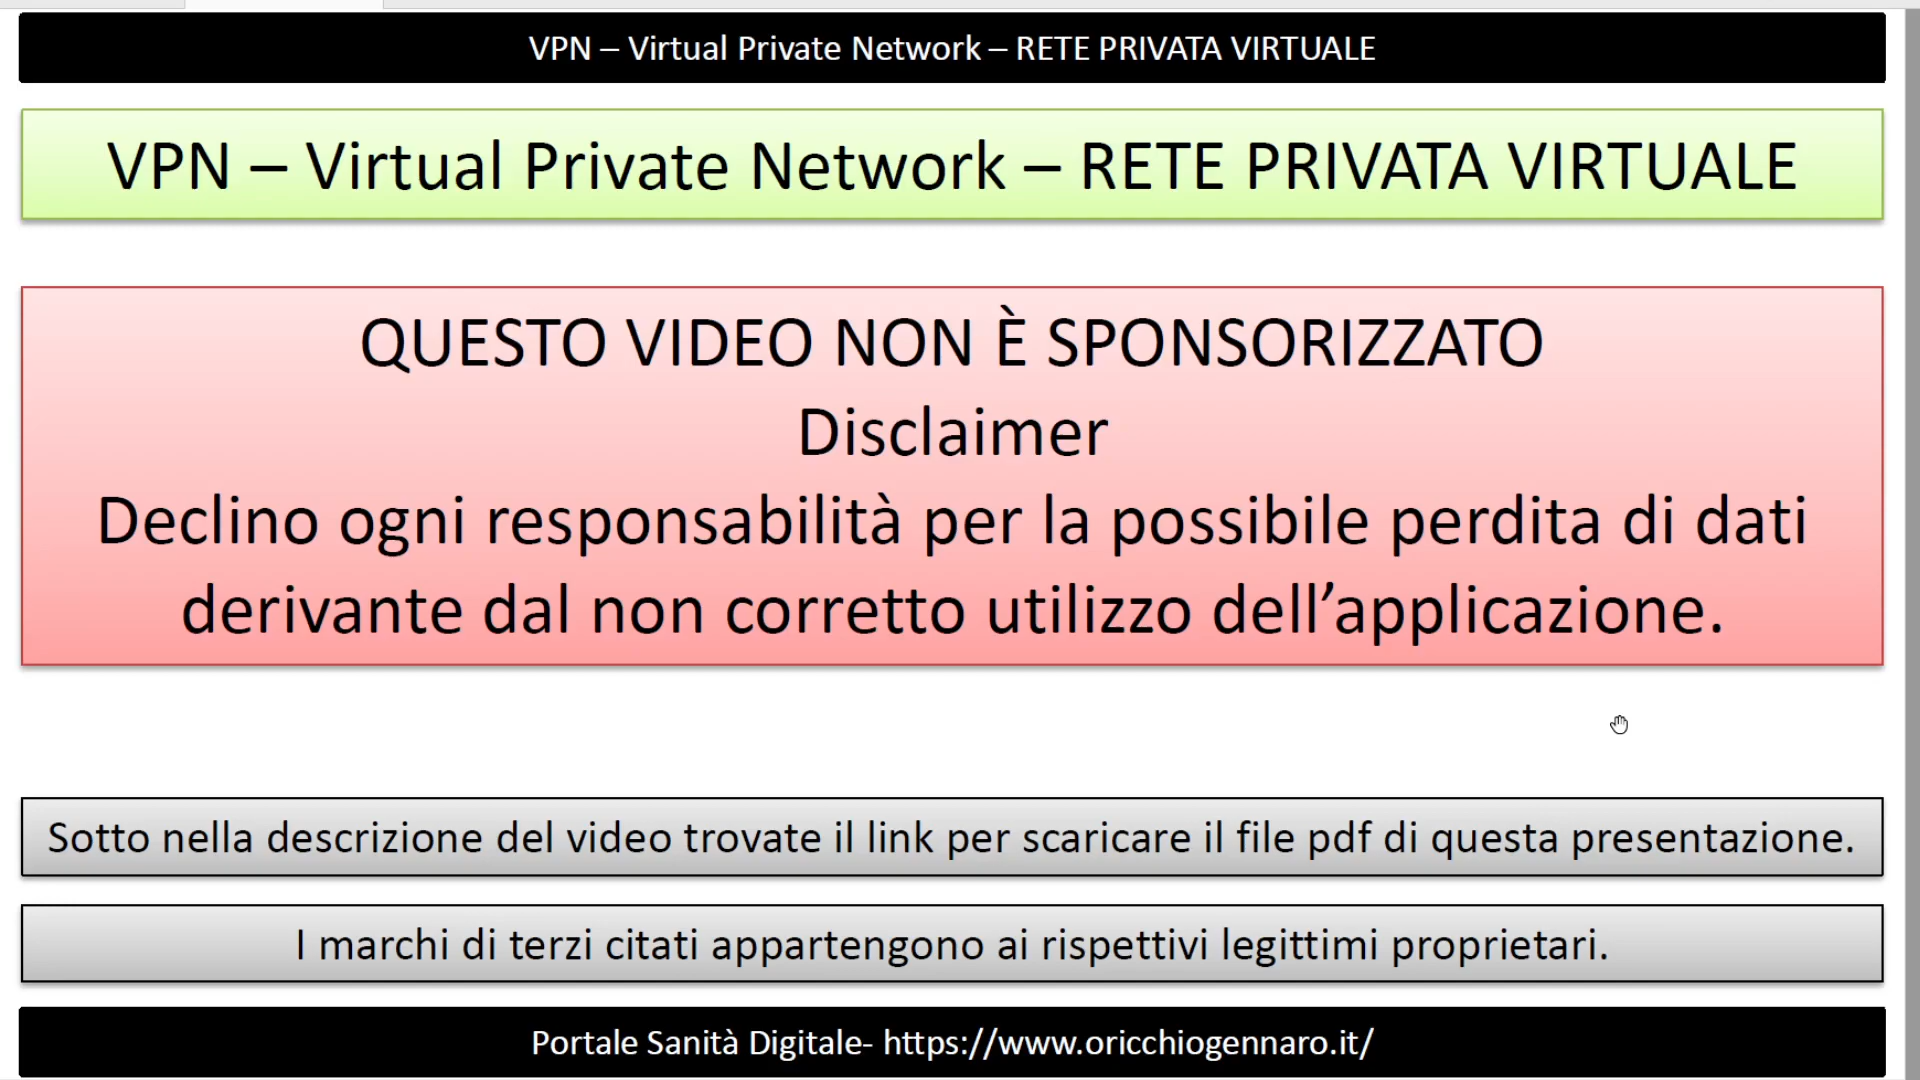 VPN – Virtual Private Network – RETE PRIVATA VIRTUALE
VPN – Virtual Private Network – RETE PRIVATA VIRTUALE
QUESTO VIDEO NON È SPONSORIZZATO
Disclaimer
Declino ogni responsabilità per la possibile perdita di dati
derivante dal non corretto utilizzo dell’applicazione.
Sotto nella descrizione del video trovate il link per scaricare il file pdf di questa presentazione.
I marchi di terzi citati appartengono ai rispettivi legittimi proprietari.
Portale Sanità Digitale- https://www.oricchiogennaro.it/